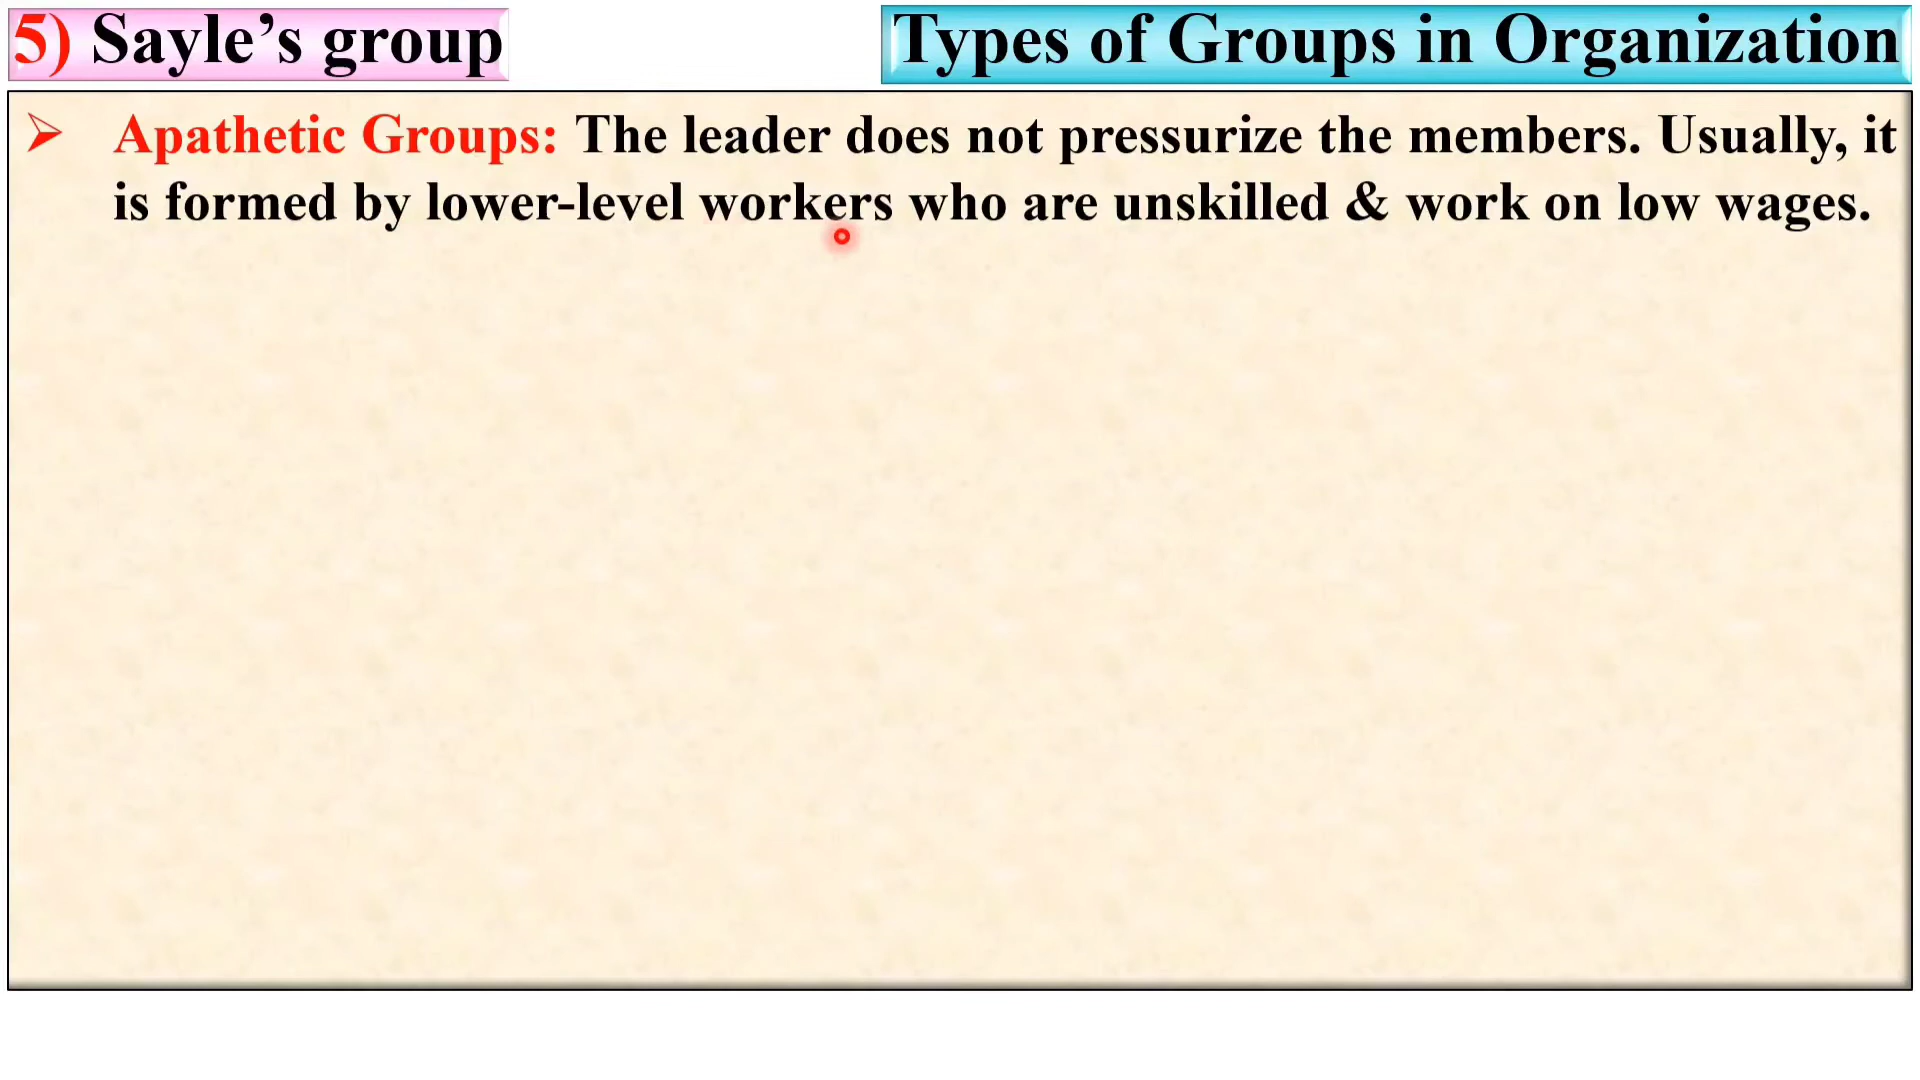 5) Sayle’s group
Types of Groups in Organization
Apathetic Groups: The leader does not pressurize the members. Usually, it
is formed by lower-level workers who are unskilled & work on low wages.